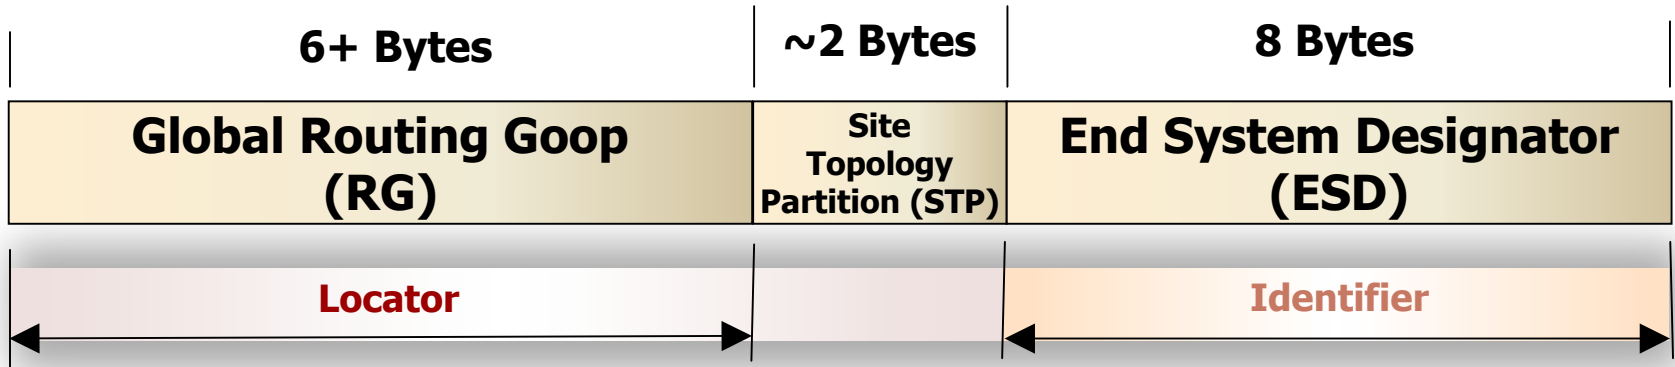 6+ Bytes
~2 Bytes
8 Bytes
Global Routing Goop
(RG)
Site
Topology
Partition (STP)
End System Designator
(ESD)
Locator
Identifier